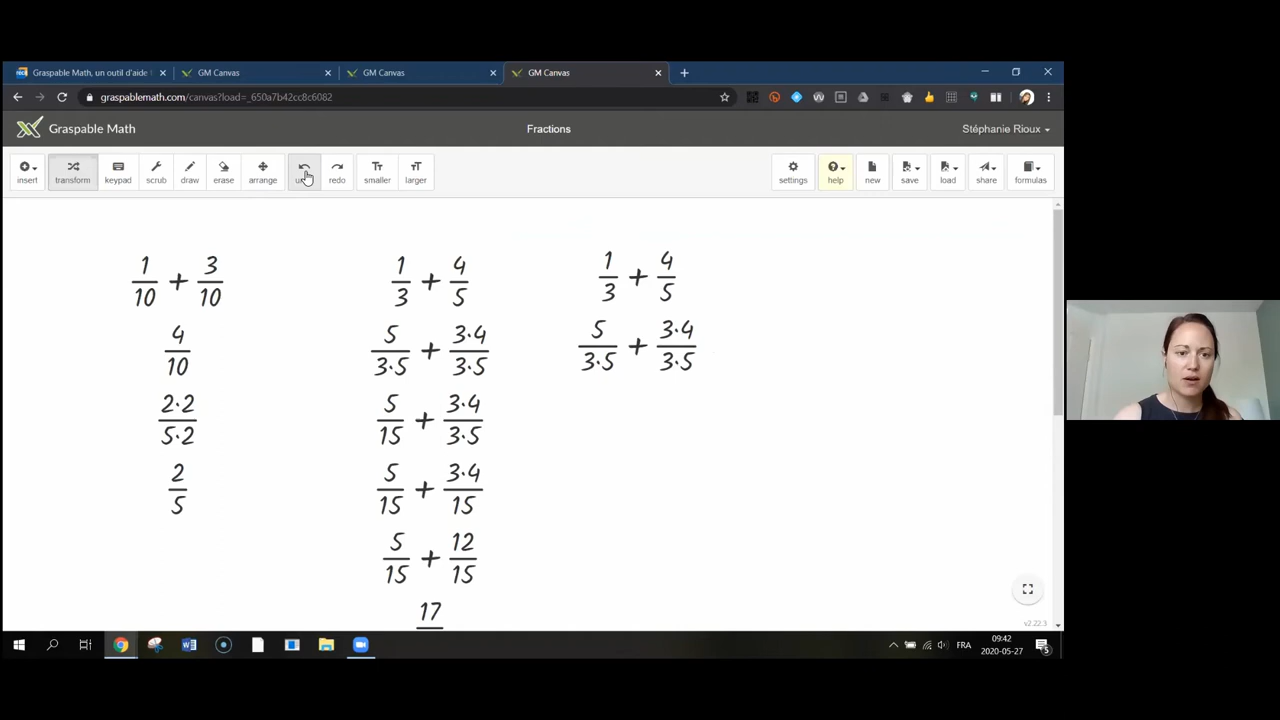 Graspable Math, un outil d'aide
GM Canvas
GM Canvas
GM Canvas
graspablemath.com/canvas?load=_650a7b42cc8c6082
Graspable Math
Fractions
Stéphanie Rioux
insert
transform
keypad
scrub
draw
erase
arrange
redo
smaller
larger
settings
help
new
save
load
share
formulas
1/10 + 3/10
4/10
2·2/5·2
2/5
1/3 + 4/5
5/3·5 + 3·4/3·5
5/15 + 3·4/3·5
5/15 + 3·4/15
5/15 + 12/15
17
1/3 + 4/5
5/3·5 + 3·4/3·5
v2.22.3
FRA
09:42
2020-05-27
5